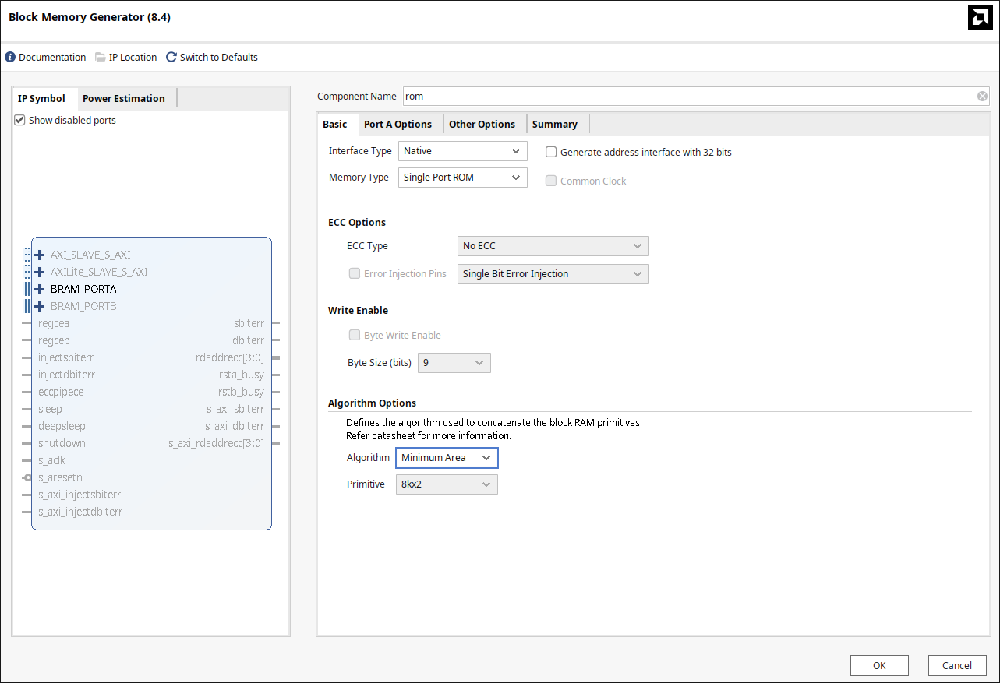 Block Memory Generator (8.4)
Documentation IP Location Switch to Defaults
IP Symbol Power Estimation
Show disabled ports
AXI_SLAVE_S_AXI
AXILite_SLAVE_S_AXI
BRAM_PORTA
BRAM_PORTB
regcea sbiterr
regceb dbiterr
injectsbiterr rdaddrecc[3:0]
injectdbiterr rsta_busy
eccpipece rstb_busy
sleep s_axi_sbiterr
deepsleep s_axi_dbiterr
shutdown s_axi_rdaddrecc[3:0]
s_aclk
s_aresetn
s_axi_injectsbiterr
s_axi_injectdbiterr
Component Name rom
Basic Port A Options Other Options Summary
Interface Type Native Generate address interface with 32 bits
Memory Type Single Port ROM Common Clock
ECC Options
ECC Type No ECC
Error Injection Pins Single Bit Error Injection
Write Enable
Byte Write Enable
Byte Size (bits) 9
Algorithm Options
Defines the algorithm used to concatenate the block RAM primitives.
Refer datasheet for more information.
Algorithm Minimum Area
Primitive 8kx2
OK Cancel